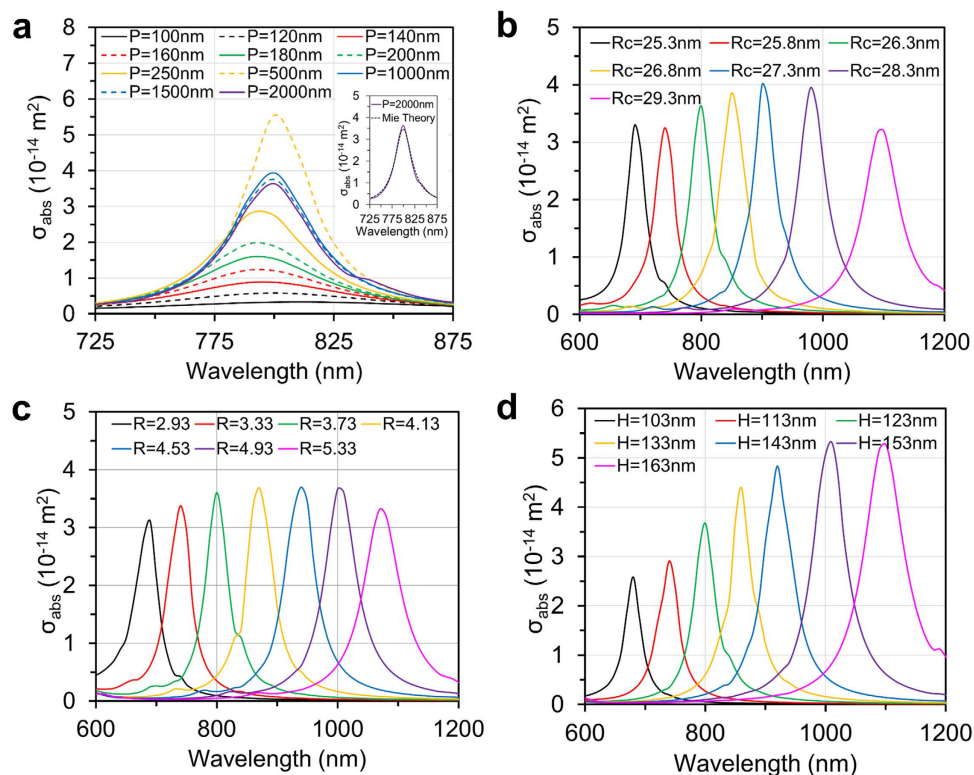 a
8
7
6
5
4
3
2
1
0
σabs (10⁻¹⁴ m²)
P=100nm P=120nm P=140nm
P=160nm P=180nm P=200nm
P=250nm P=500nm P=1000nm
P=1500nm P=2000nm
5
4
3
2
1
0
σabs (10⁻¹⁴ m²)
P=2000nm
Mie Theory
725 775 825 875
Wavelength (nm)
725 775 825 875
Wavelength (nm)
b
5
4
3
2
1
0
σabs (10⁻¹⁴ m²)
Rc=25.3nm Rc=25.8nm Rc=26.3nm
Rc=26.8nm Rc=27.3nm Rc=28.3nm
Rc=29.3nm
600 800 1000 1200
Wavelength (nm)
c
5
4
3
2
1
0
σabs (10⁻¹⁴ m²)
R=2.93 R=3.33 R=3.73 R=4.13
R=4.53 R=4.93 R=5.33
600 800 1000 1200
Wavelength (nm)
d
6
5
4
3
2
1
0
σabs (10⁻¹⁴ m²)
H=103nm H=113nm H=123nm
H=133nm H=143nm H=153nm
H=163nm
600 800 1000 1200
Wavelength (nm)